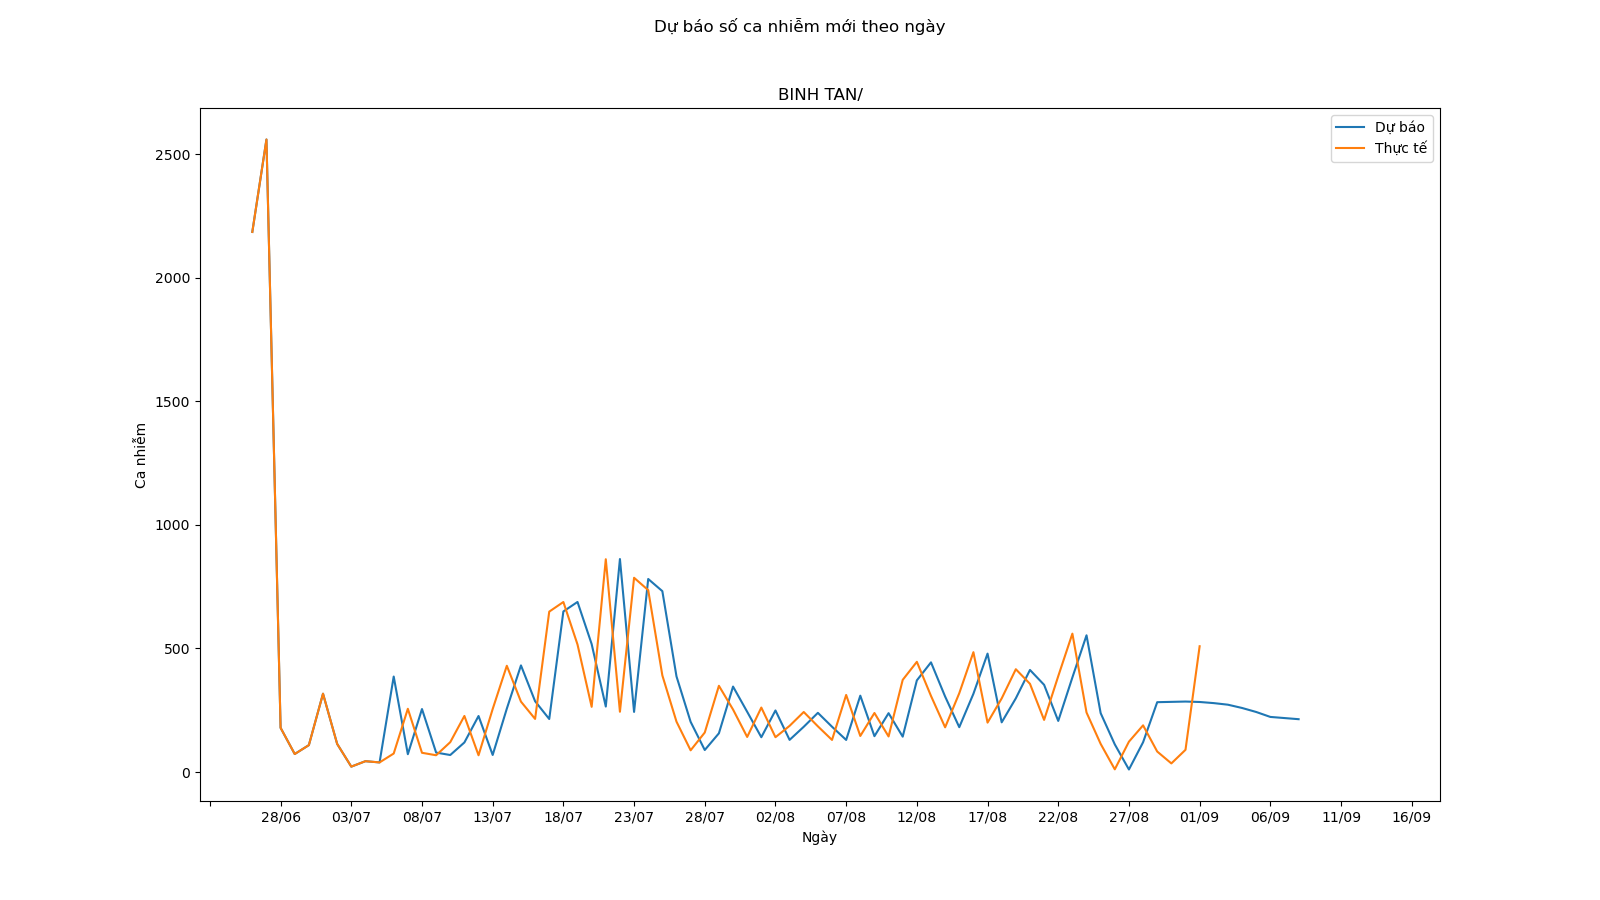 Dự báo số ca nhiễm mới theo ngày
BINH TAN/
Dự báo
Thực tế
2500
2000
1500
1000
500
0
Ca nhiễm
28/06 03/07 08/07 13/07 18/07 23/07 28/07 02/08 07/08 12/08 17/08 22/08 27/08 01/09 06/09 11/09 16/09
Ngày